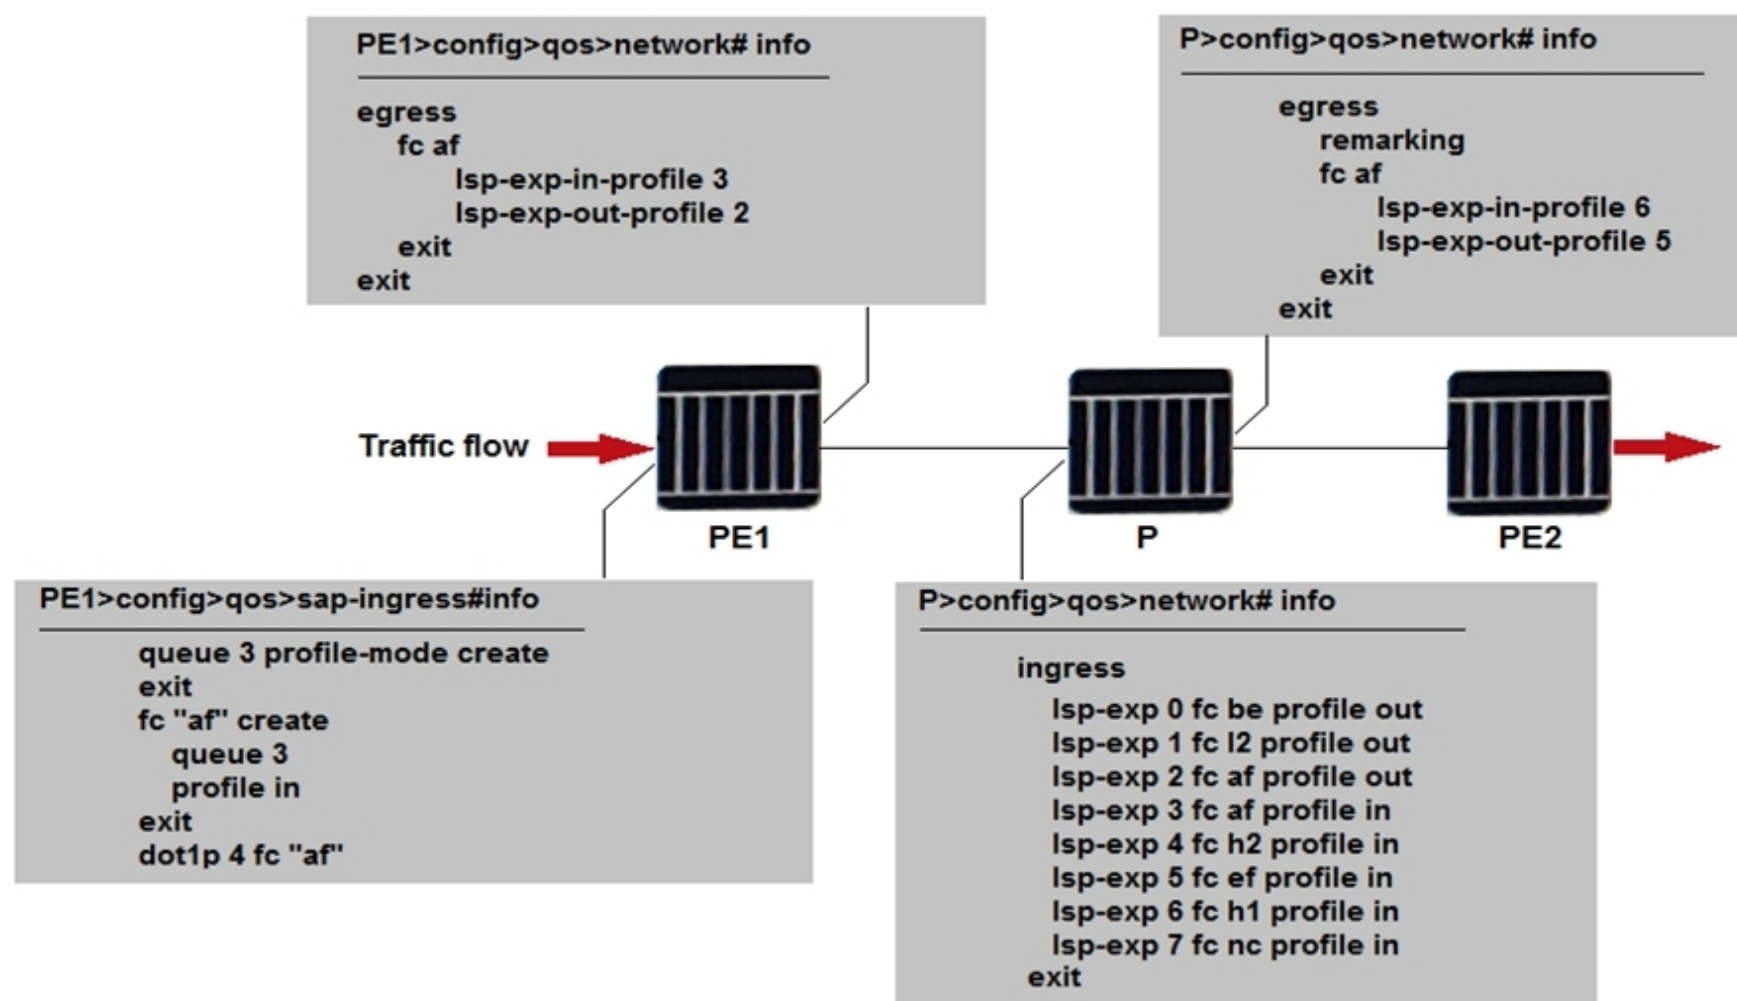 PE1>config>qos>network# info
egress
fc af
lsp-exp-in-profile 3
lsp-exp-out-profile 2
exit
exit
P>config>qos>network# info
egress
remarking
fc af
lsp-exp-in-profile 6
lsp-exp-out-profile 5
exit
exit
Traffic flow
PE1
P
PE2
PE1>config>qos>sap-ingress#info
queue 3 profile-mode create
exit
fc "af" create
queue 3
profile in
exit
dot1p 4 fc "af"
P>config>qos>network# info
ingress
lsp-exp 0 fc be profile out
lsp-exp 1 fc l2 profile out
lsp-exp 2 fc af profile out
lsp-exp 3 fc af profile in
lsp-exp 4 fc h2 profile in
lsp-exp 5 fc ef profile in
lsp-exp 6 fc h1 profile in
lsp-exp 7 fc nc profile in
exit